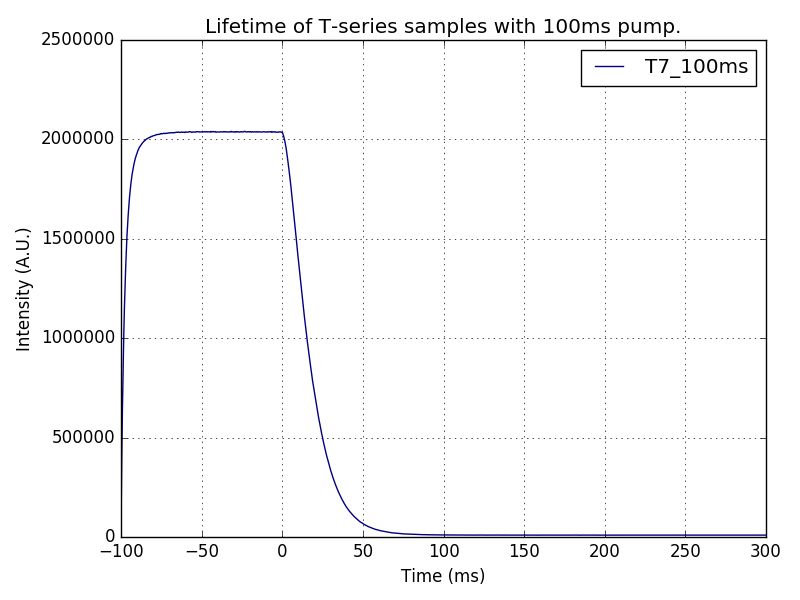 Lifetime of T-series samples with 100ms pump.
T7_100ms
Intensity (A.U.)
2500000
2000000
1500000
1000000
500000
0
−100 −50 0 50 100 150 200 250 300
Time (ms)